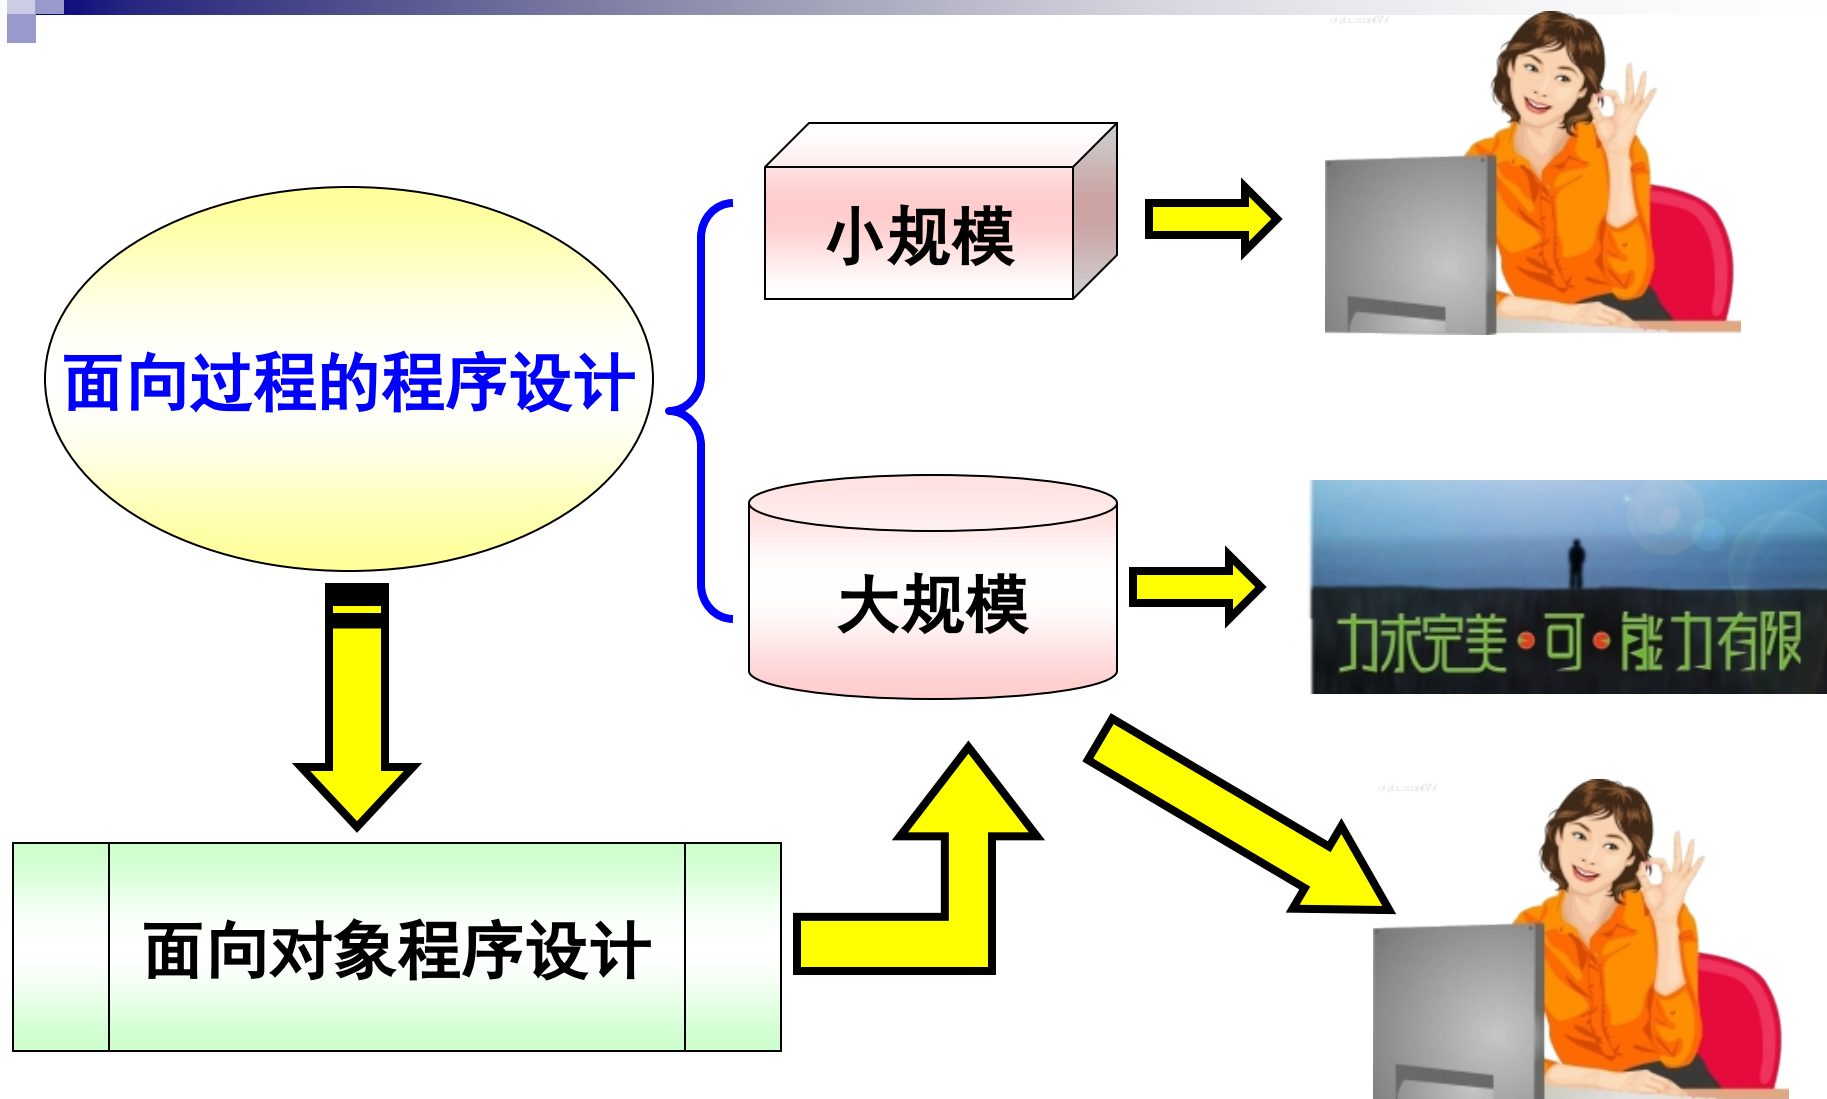 小规模
面向过程的程序设计
大规模
力求完美·可·能力有限
面向对象程序设计